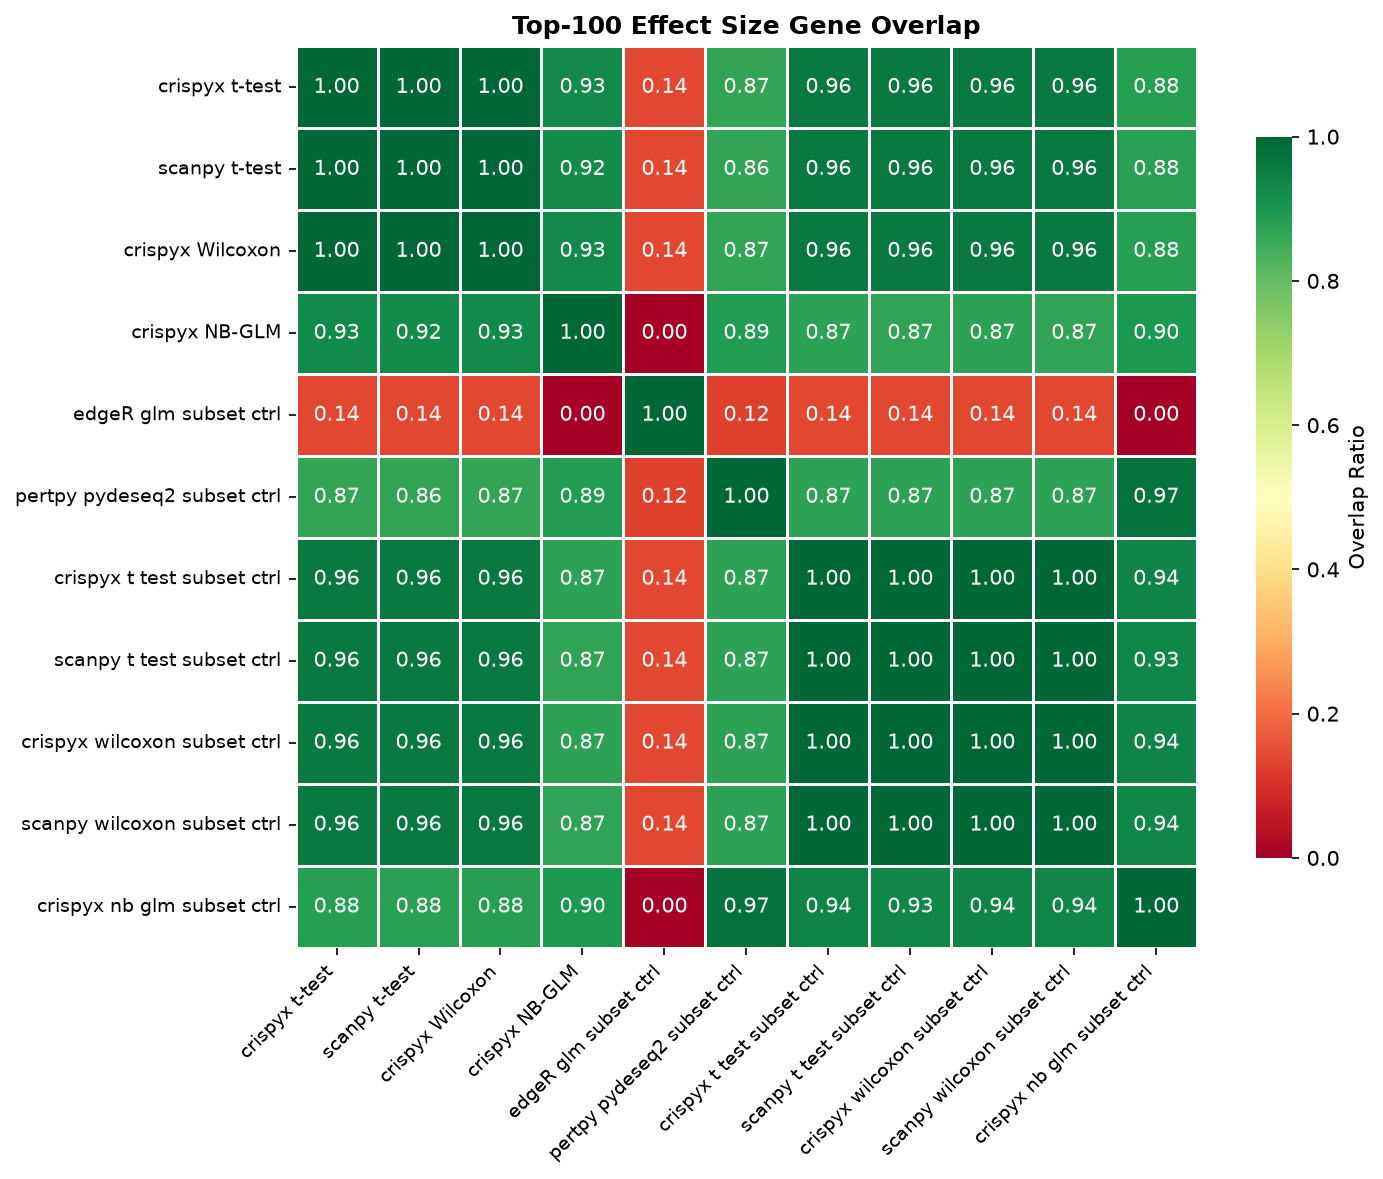 Top-100 Effect Size Gene Overlap
crispyx t-test 1.00 1.00 1.00 0.93 0.14 0.87 0.96 0.96 0.96 0.96 0.88
scanpy t-test 1.00 1.00 1.00 0.92 0.14 0.86 0.96 0.96 0.96 0.96 0.88
crispyx Wilcoxon 1.00 1.00 1.00 0.93 0.14 0.87 0.96 0.96 0.96 0.96 0.88
crispyx NB-GLM 0.93 0.92 0.93 1.00 0.00 0.89 0.87 0.87 0.87 0.87 0.90
edgeR glm subset ctrl 0.14 0.14 0.14 0.00 1.00 0.12 0.14 0.14 0.14 0.14 0.00
pertpy pydeseq2 subset ctrl 0.87 0.86 0.87 0.89 0.12 1.00 0.87 0.87 0.87 0.87 0.97
crispyx t test subset ctrl 0.96 0.96 0.96 0.87 0.14 0.87 1.00 1.00 1.00 1.00 0.94
scanpy t test subset ctrl 0.96 0.96 0.96 0.87 0.14 0.87 1.00 1.00 1.00 1.00 0.93
crispyx wilcoxon subset ctrl 0.96 0.96 0.96 0.87 0.14 0.87 1.00 1.00 1.00 1.00 0.94
scanpy wilcoxon subset ctrl 0.96 0.96 0.96 0.87 0.14 0.87 1.00 1.00 1.00 1.00 0.94
crispyx nb glm subset ctrl 0.88 0.88 0.88 0.90 0.00 0.97 0.94 0.93 0.94 0.94 1.00
crispyx t-test
scanpy t-test
crispyx Wilcoxon
crispyx NB-GLM
edgeR glm subset ctrl
pertpy pydeseq2 subset ctrl
crispyx t test subset ctrl
scanpy t test subset ctrl
crispyx wilcoxon subset ctrl
scanpy wilcoxon subset ctrl
crispyx nb glm subset ctrl
1.0
0.8
0.6
0.4
0.2
0.0
Overlap Ratio